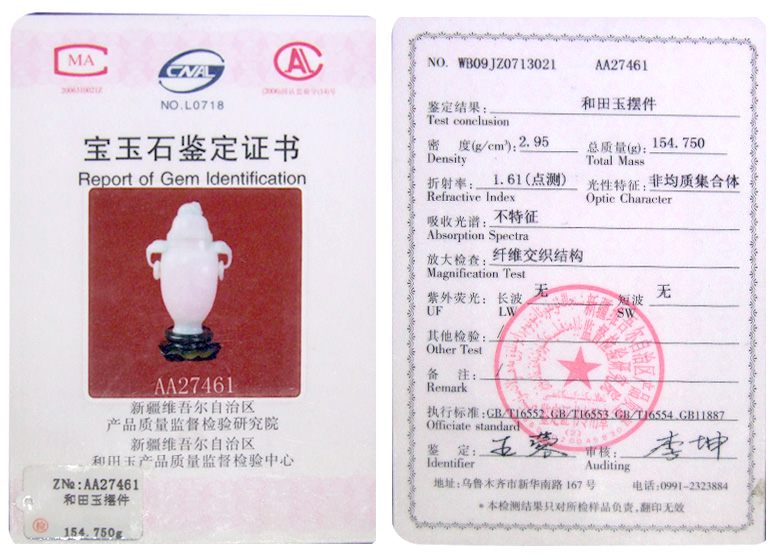 MA
2006310021Z
CNAL
NO.L0718
AL
宝玉石鉴定证书
Report of Gem Identification
AA27461
新疆维吾尔自治区
产品质量监督检验研究院
新疆维吾尔自治区
和田玉产品质量监督检验中心
ZNo:AA27461
和田玉摆件
检
154.750g
NO. WB09JZ0713021 AA27461
鉴定结果: 和田玉摆件
Test conclusion
密 度(g/cm³): 2.95 总质量(g): 154.750
Density Total Mass
折射率: 1.61(点测) 光性特征: 非均质集合体
Refractive Index Optic Character
吸收光谱: 不特征
Absorption Spectra
放大检查: 纤维交织结构
Magnification Test
紫外荧光: 长波 无 短波 无
UF LW SW
其他检验: /
Other Test
备 注: /
Remark
执行标准:GB/T16552、GB/T16553、GB/T16554、GB11887
Officiate standard
鉴 定: 王蓉 审核: 李坤
Identifier Auditing
地址:乌鲁木齐市新华南路 167 号 电话:0991-2323884
*本检测结果只对所检样品负责,翻印无效